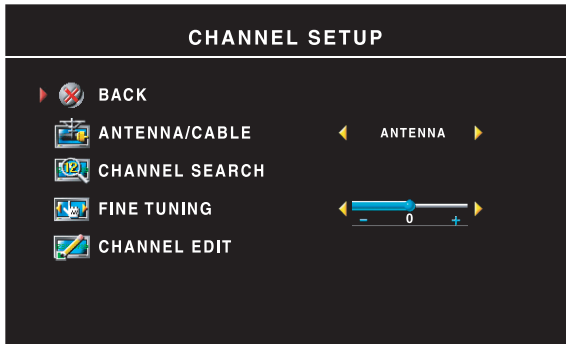 CHANNEL SETUP
BACK
ANTENNA/CABLE ANTENNA
CHANNEL SEARCH
FINE TUNING
- 0 +
CHANNEL EDIT